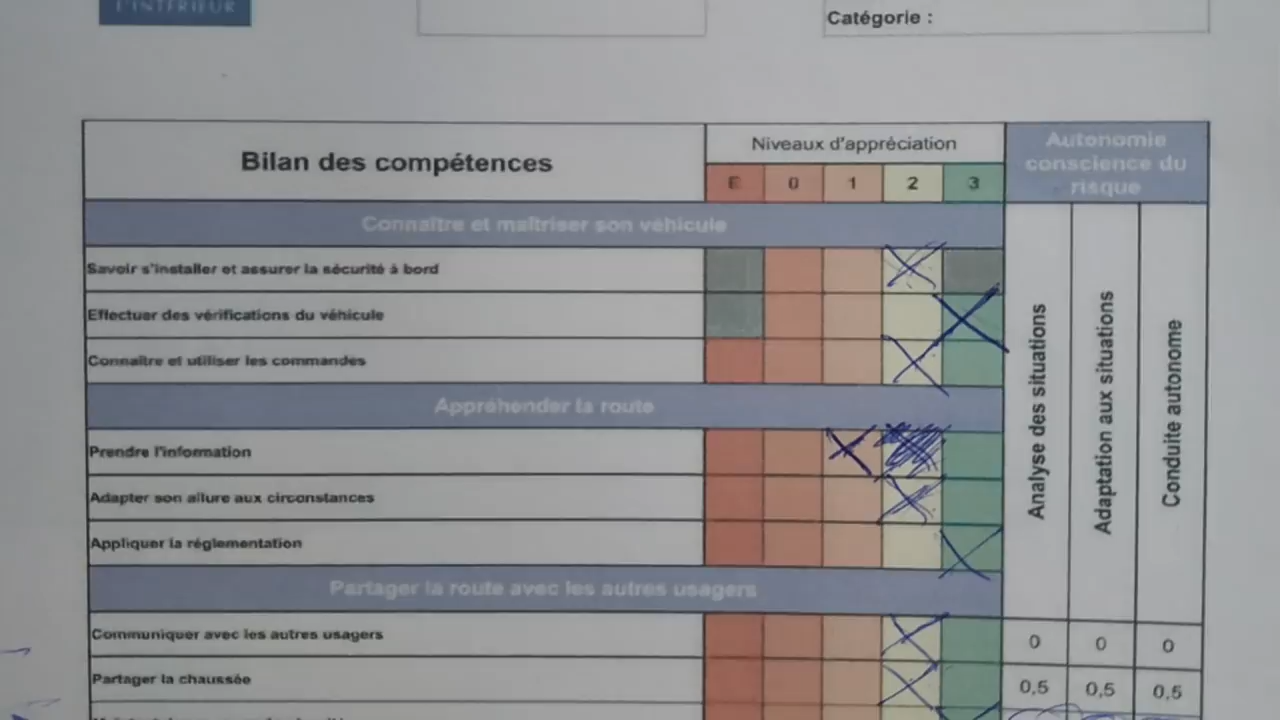 L'INTÉRIEUR
Catégorie :
Bilan des compétences
Niveaux d'appréciation
Autonomie
conscience du
risque
E 0 1 2 3
Connaître et maîtriser son véhicule
Savoir s'installer et assurer la sécurité à bord
Effectuer des vérifications du véhicule
Connaître et utiliser les commandes
Appréhender la route
Prendre l'information
Adapter son allure aux circonstances
Appliquer la réglementation
Analyse des situations
Adaptation aux situations
Conduite autonome
Partager la route avec les autres usagers
Communiquer avec les autres usagers
0 0 0
Partager la chaussée
0,5 0,5 0,5